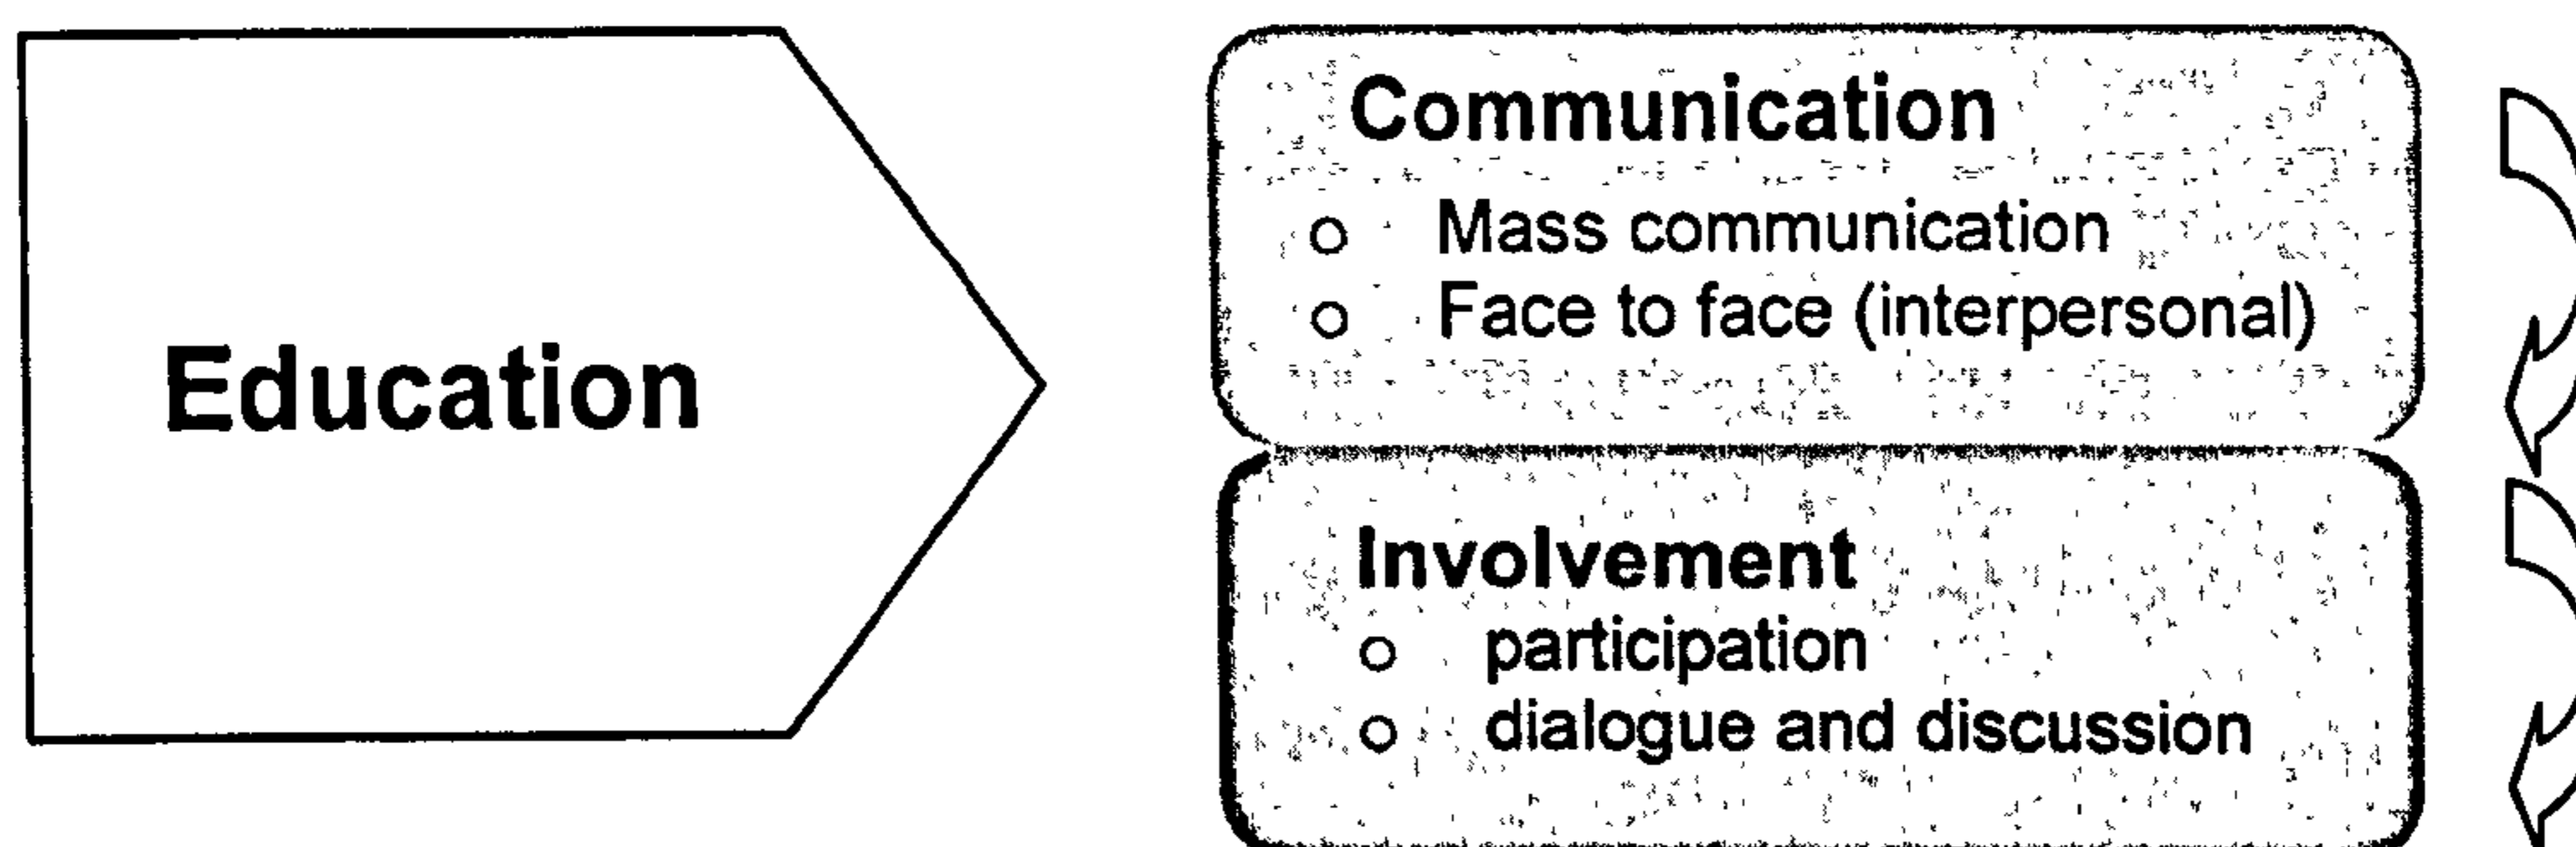 Education
Communication
o Mass communication
o Face to face (interpersonal)
Involvement
o participation
o dialogue and discussion